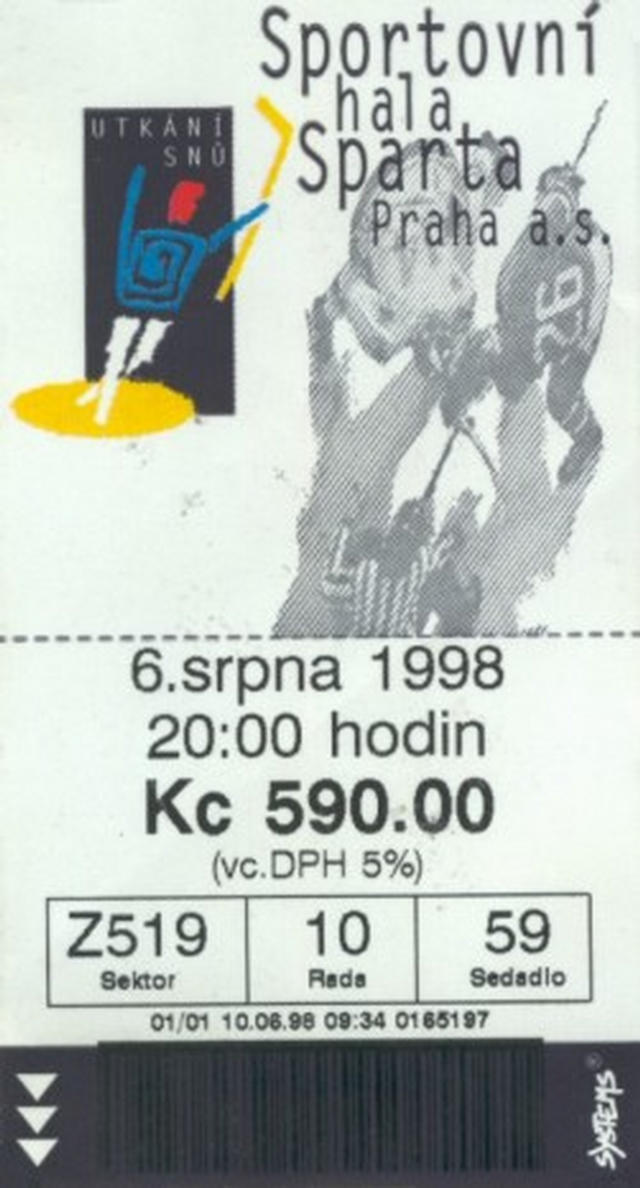 Sportovní
hala
Sparta
Praha a.s.
UTKÁNÍ
SNŮ
26
6.srpna 1998
20:00 hodin
Kc 590.00
(vc.DPH 5%)
Z519 10 59
Sektor Rada Sedadlo
01/01 10.06.98 09:34 0165197
SYSTEMS®